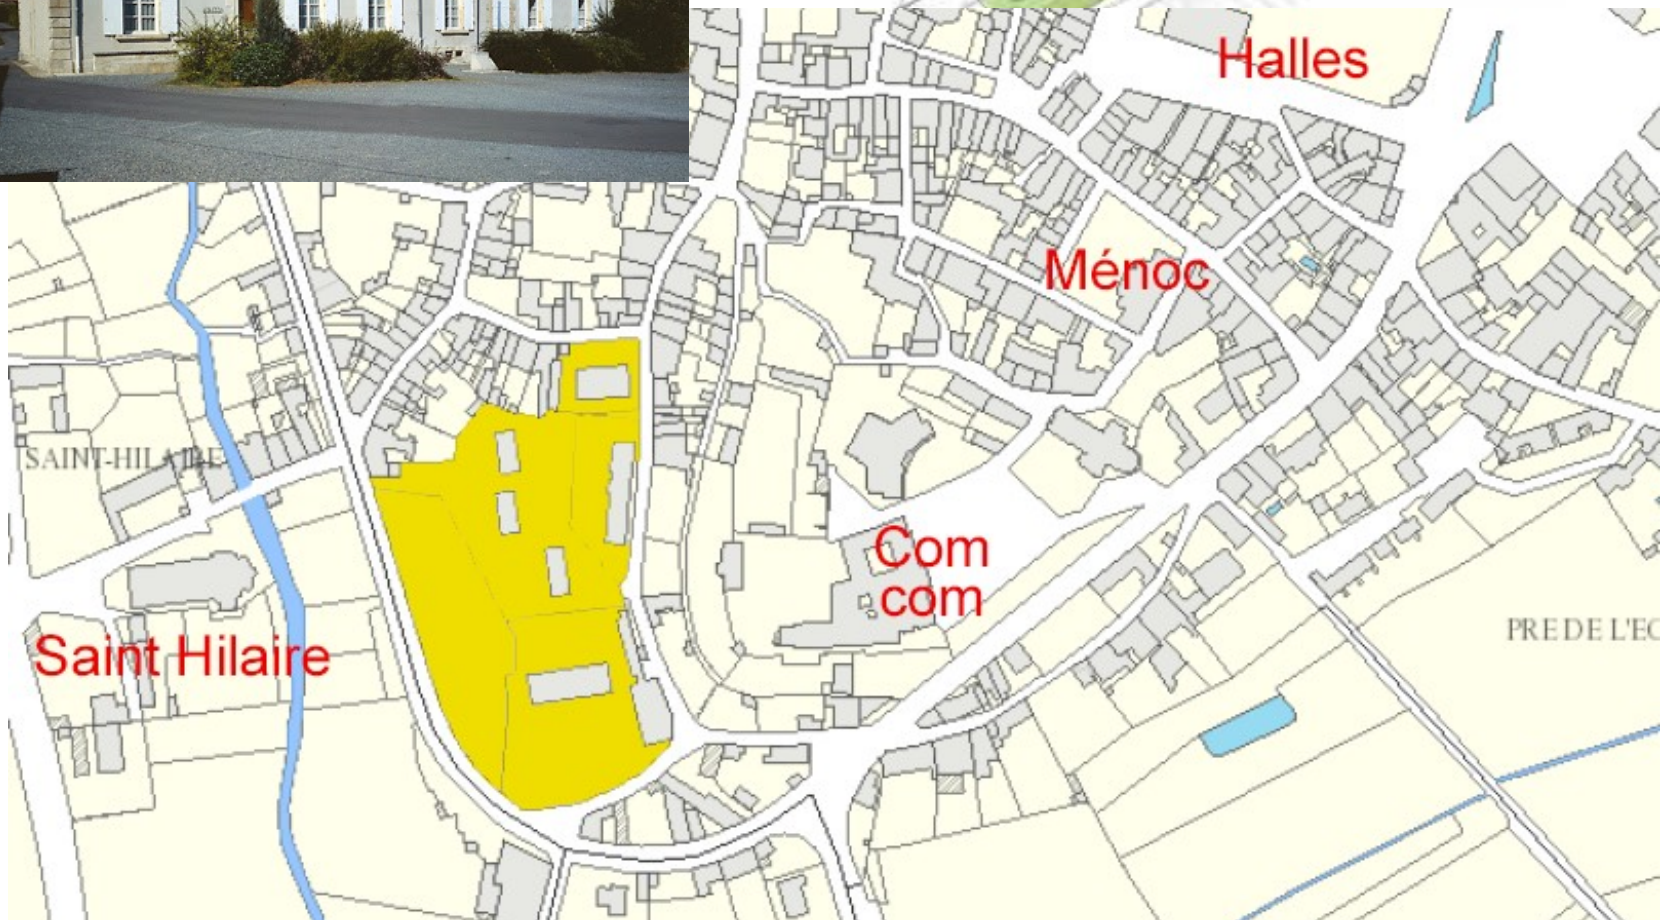 Halles
Ménoc
SAINT-HILAIRE
Com
com
Saint Hilaire
PRE DE L'EC